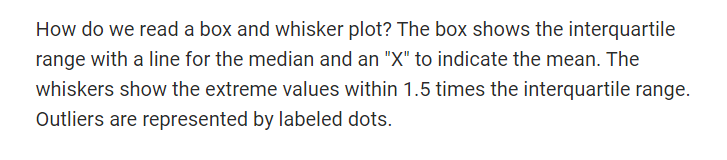 How do we read a box and whisker plot? The box shows the interquartile
range with a line for the median and an "X" to indicate the mean. The
whiskers show the extreme values within 1.5 times the interquartile range.
Outliers are represented by labeled dots.